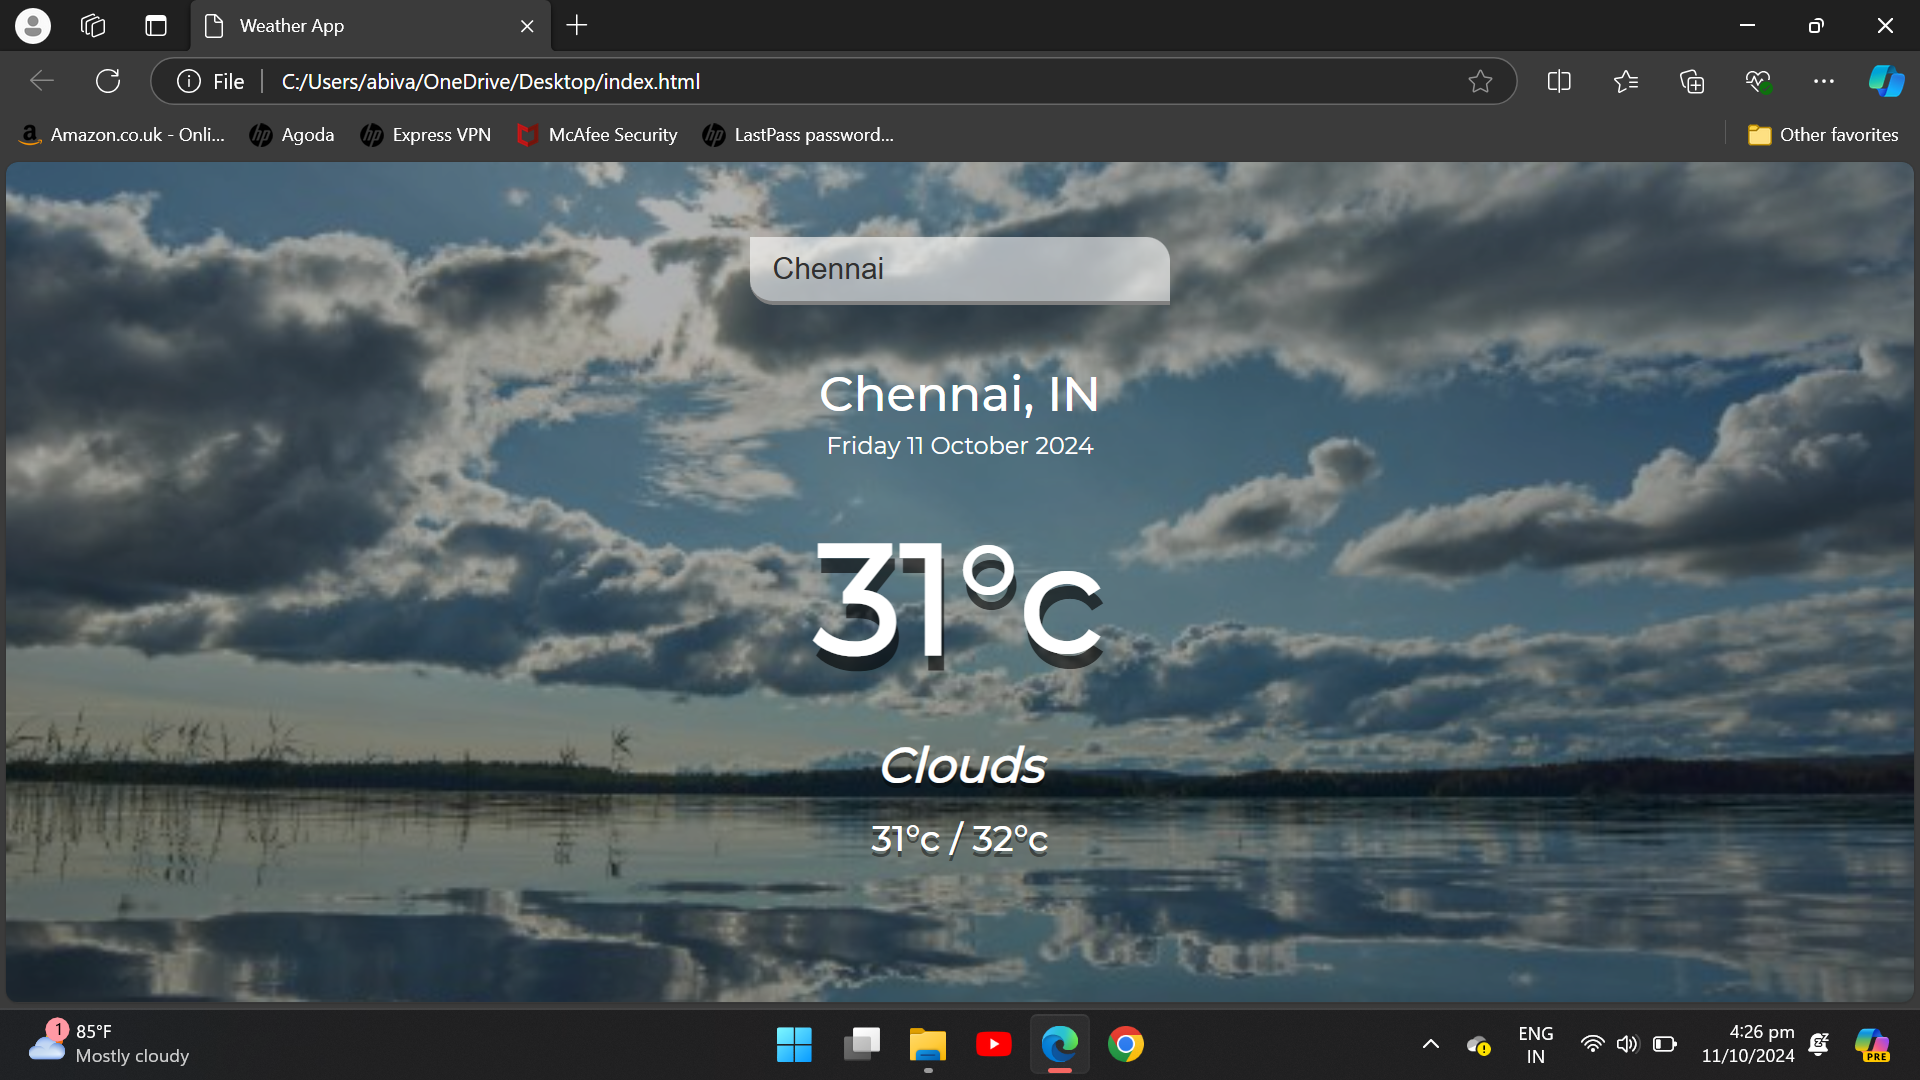 Weather App
File
C:/Users/abiva/OneDrive/Desktop/index.html
Amazon.co.uk - Onli...
Agoda
Express VPN
McAfee Security
LastPass password...
Other favorites
Chennai
Chennai, IN
Friday 11 October 2024
31°c
Clouds
31°c / 32°c
1
85°F
Mostly cloudy
ENG
IN
4:26 pm
11/10/2024
PRE